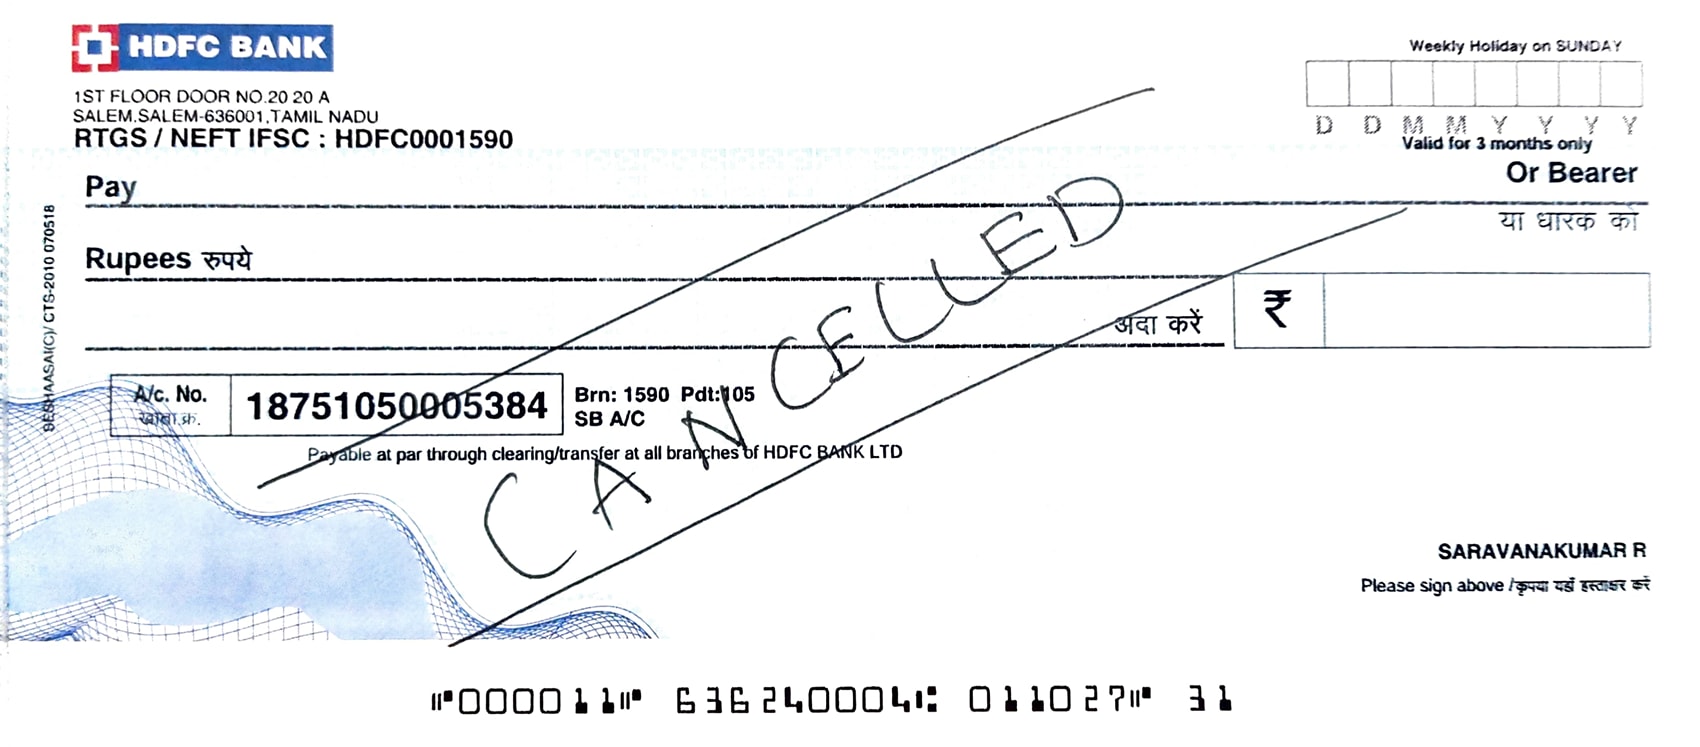 HDFC BANK
Weekly Holiday on SUNDAY
1ST FLOOR DOOR NO.20 20 A
SALEM.SALEM-636001,TAMIL NADU
RTGS / NEFT IFSC : HDFC0001590
D D M M Y Y Y Y
Valid for 3 months only
Pay
Or Bearer
या धारक को
Rupees रुपये
अदा करें
₹
CANCELLED
SESHAASAI(C)/ CTS-2010 070518
A/c. No.
खाता.क्र.
18751050005384
Brn: 1590 Pdt:105
SB A/C
Payable at par through clearing/transfer at all branches of HDFC BANK LTD
SARAVANAKUMAR R
Please sign above /कृपया यहाँ हस्ताक्षर करें
⑈000011⑈ 636240004⑆ 011027⑈ 31